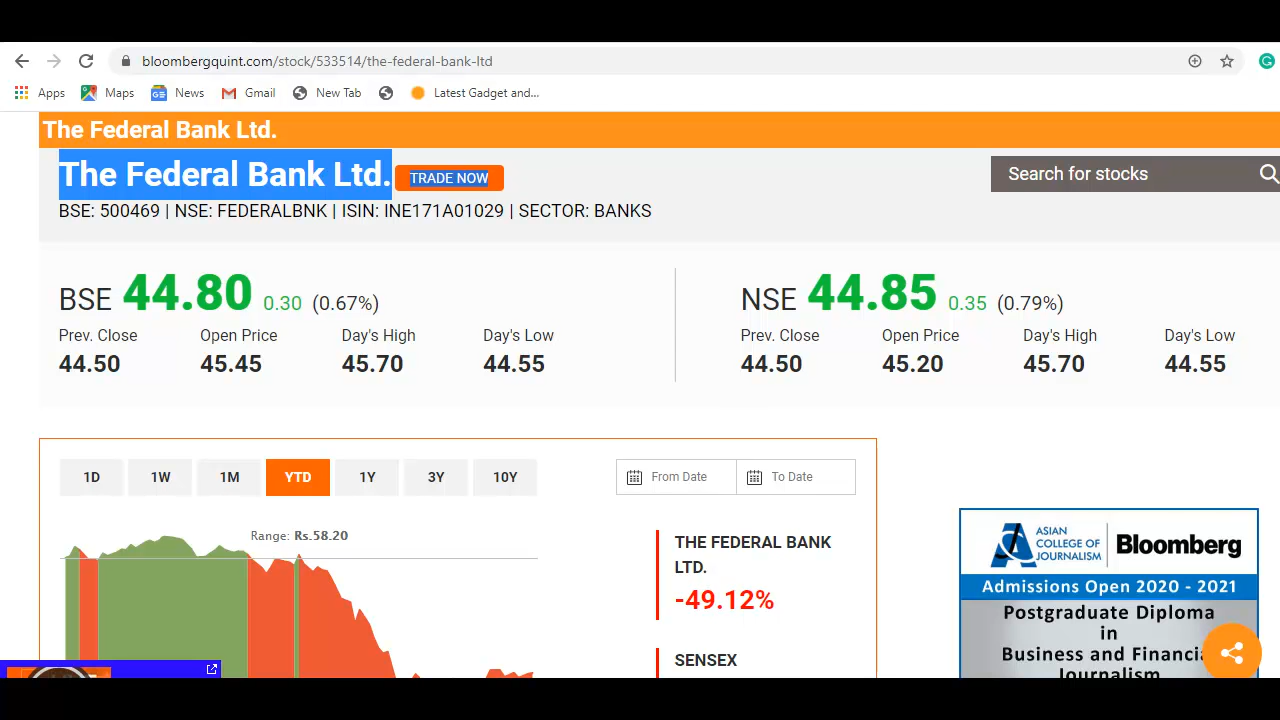 bloombergquint.com/stock/533514/the-federal-bank-ltd
Apps Maps News Gmail New Tab Latest Gadget and...
The Federal Bank Ltd.
The Federal Bank Ltd. TRADE NOW
Search for stocks
BSE: 500469 | NSE: FEDERALBNK | ISIN: INE171A01029 | SECTOR: BANKS
BSE 44.80 0.30 (0.67%)
Prev. Close Open Price Day's High Day's Low
44.50 45.45 45.70 44.55
NSE 44.85 0.35 (0.79%)
Prev. Close Open Price Day's High Day's Low
44.50 45.20 45.70 44.55
1D 1W 1M YTD 1Y 3Y 10Y
From Date To Date
Range: Rs.58.20
THE FEDERAL BANK
LTD.
-49.12%
SENSEX
ASIAN
COLLEGE OF
JOURNALISM
Bloomberg
Admissions Open 2020 - 2021
Postgraduate Diploma
in
Business and Financia
Journalism